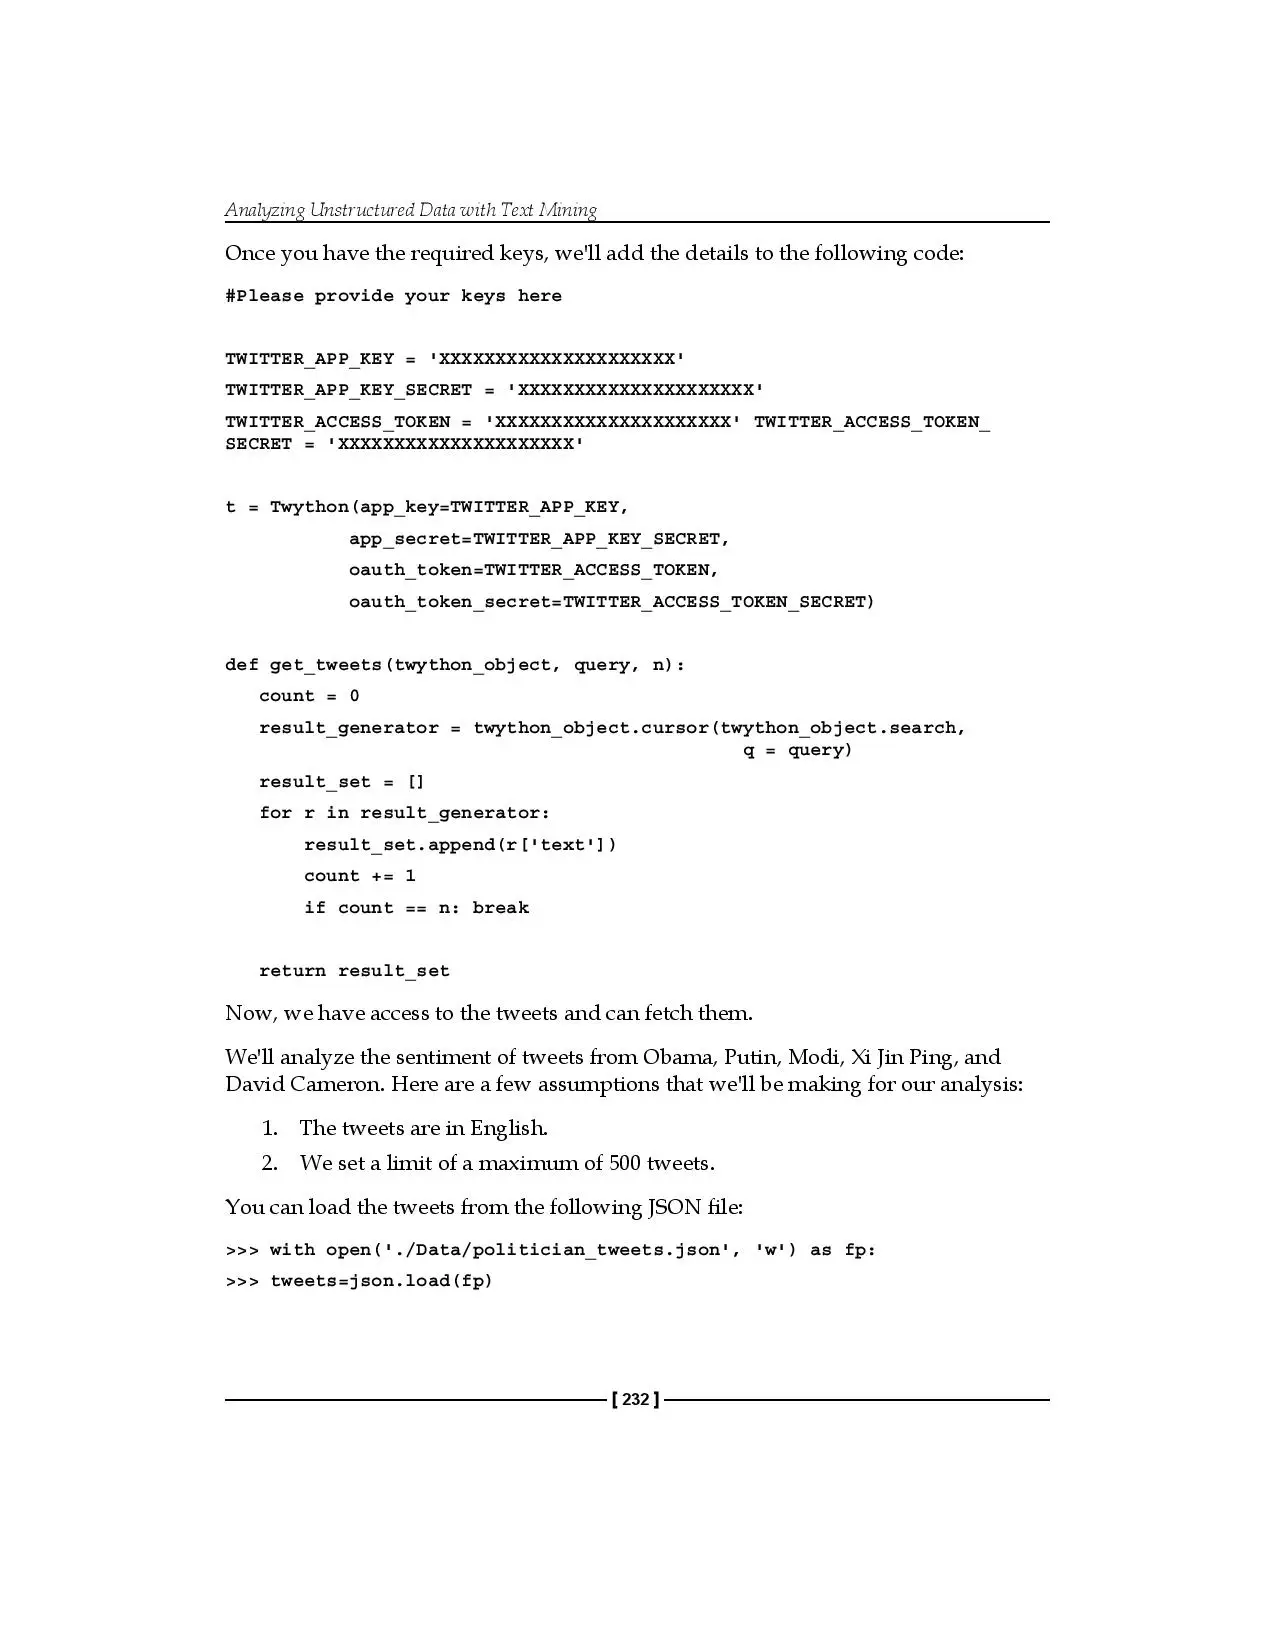 Analyzing Unstructured Data with Text Mining
Once you have the required keys, we'll add the details to the following code:
#Please provide your keys here
TWITTER_APP_KEY = 'XXXXXXXXXXXXXXXXXXXXX'
TWITTER_APP_KEY_SECRET = 'XXXXXXXXXXXXXXXXXXXXX'
TWITTER_ACCESS_TOKEN = 'XXXXXXXXXXXXXXXXXXXXX' TWITTER_ACCESS_TOKEN_
SECRET = 'XXXXXXXXXXXXXXXXXXXXX'
t = Twython(app_key=TWITTER_APP_KEY,
app_secret=TWITTER_APP_KEY_SECRET,
oauth_token=TWITTER_ACCESS_TOKEN,
oauth_token_secret=TWITTER_ACCESS_TOKEN_SECRET)
def get_tweets(twython_object, query, n):
count = 0
result_generator = twython_object.cursor(twython_object.search,
q = query)
result_set = []
for r in result_generator:
result_set.append(r['text'])
count += 1
if count == n: break
return result_set
Now, we have access to the tweets and can fetch them.
We'll analyze the sentiment of tweets from Obama, Putin, Modi, Xi Jin Ping, and
David Cameron. Here are a few assumptions that we'll be making for our analysis:
1. The tweets are in English.
2. We set a limit of a maximum of 500 tweets.
You can load the tweets from the following JSON file:
>>> with open('./Data/politician_tweets.json', 'w') as fp:
>>> tweets=json.load(fp)
[ 232 ]